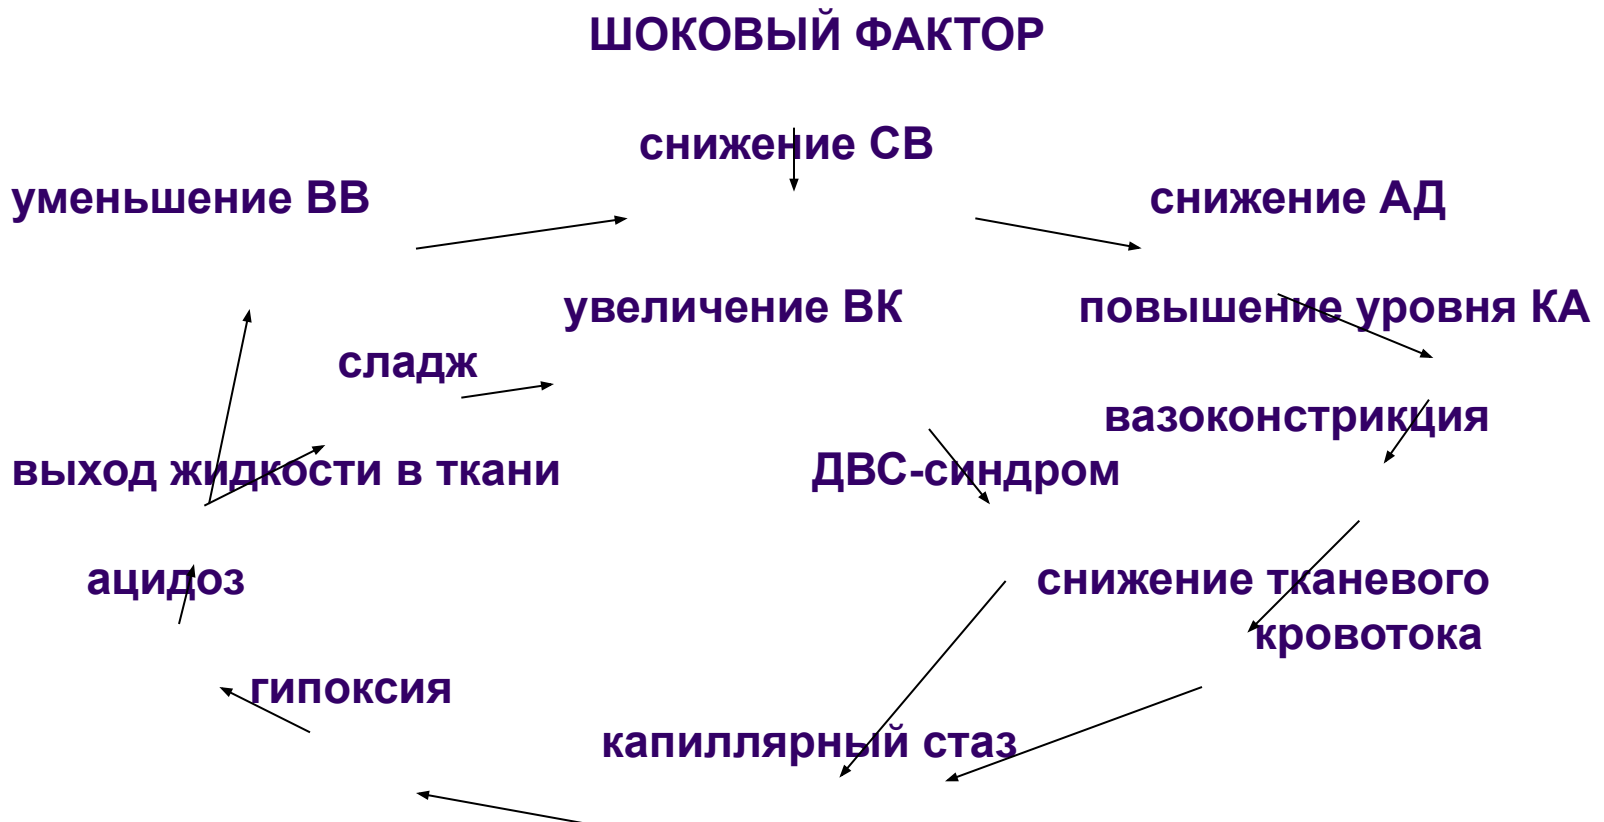 ШОКОВЫЙ ФАКТОР
снижение СВ
уменьшение ВВ
снижение АД
увеличение ВК
повышение уровня КА
сладж
вазоконстрикция
выход жидкости в ткани
ДВС-синдром
ацидоз
снижение тканевого
кровотока
гипоксия
капиллярный стаз